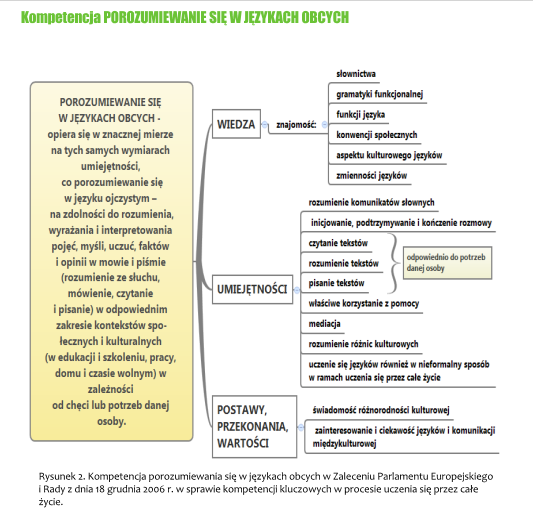 Kompetencja POROZUMIEWANIE SIĘ W JĘZYKACH OBCYCH
POROZUMIEWANIE SIĘ
W JĘZYKACH OBCYCH -
opiera się w znacznej mierze
na tych samych wymiarach
umiejętności,
co porozumiewanie się
w języku ojczystym –
na zdolności do rozumienia,
wyrażania i interpretowania
pojęć, myśli, uczuć, faktów
i opinii w mowie i piśmie
(rozumienie ze słuchu,
mówienie, czytanie
i pisanie) w odpowiednim
zakresie kontekstów spo-
łecznych i kulturalnych
(w edukacji i szkoleniu, pracy,
domu i czasie wolnym) w
zależności
od chęci lub potrzeb danej
osoby.
WIEDZA
znajomość:
słownictwa
gramatyki funkcjonalnej
funkcji języka
konwencji społecznych
aspektu kulturowego języków
zmienności języków
UMIEJĘTNOŚCI
rozumienie komunikatów słownych
inicjowanie, podtrzymywanie i kończenie rozmowy
czytanie tekstów
rozumienie tekstów
pisanie tekstów
odpowiednio do potrzeb
danej osoby
właściwe korzystanie z pomocy
mediacja
rozumienie różnic kulturowych
uczenie się języków również w nieformalny sposób
w ramach uczenia się przez całe życie
POSTAWY,
PRZEKONANIA,
WARTOŚCI
świadomość różnorodności kulturowej
zainteresowanie i ciekawość języków i komunikacji
międzykulturowej
Rysunek 2. Kompetencja porozumiewania się w językach obcych w Zaleceniu Parlamentu Europejskiego
i Rady z dnia 18 grudnia 2006 r. w sprawie kompetencji kluczowych w procesie uczenia się przez całe
życie.